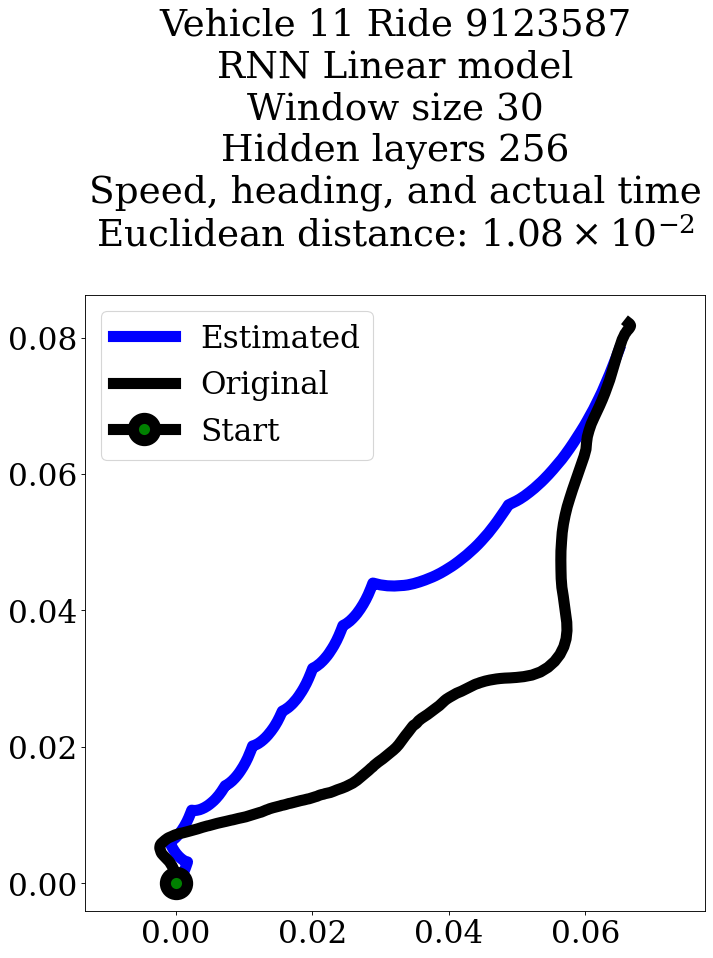 Vehicle 11 Ride 9123587
RNN Linear model
Window size 30
Hidden layers 256
Speed, heading, and actual time
Euclidean distance: 1.08 × 10⁻²
Estimated
Original
Start
0.08
0.06
0.04
0.02
0.00
0.00 0.02 0.04 0.06